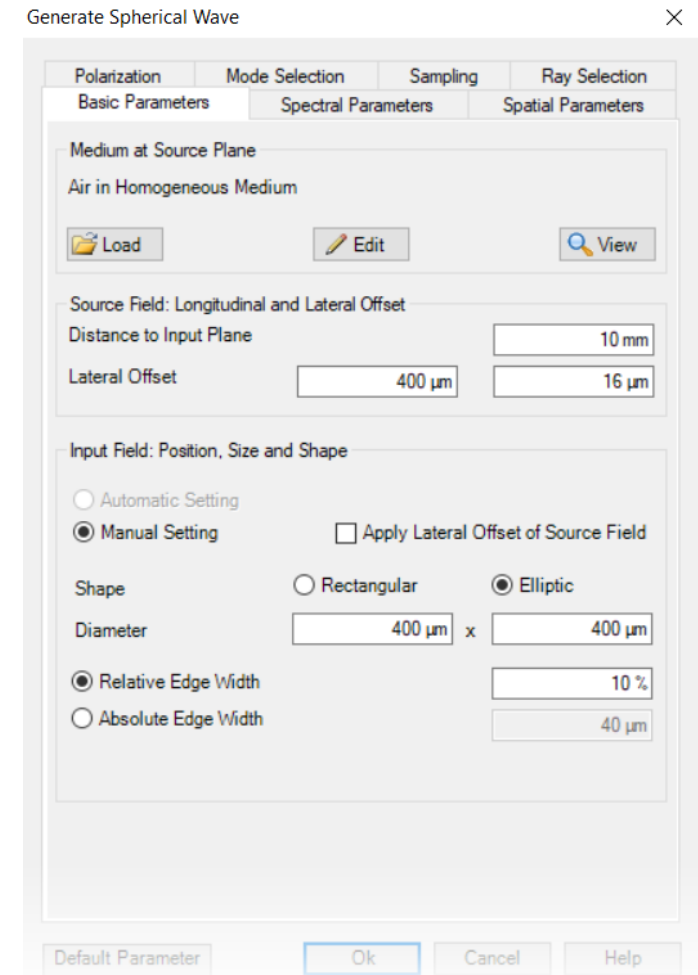 Generate Spherical Wave
Polarization Mode Selection Sampling Ray Selection
Basic Parameters Spectral Parameters Spatial Parameters
Medium at Source Plane
Air in Homogeneous Medium
Load Edit View
Source Field: Longitudinal and Lateral Offset
Distance to Input Plane 10 mm
Lateral Offset 400 µm 16 µm
Input Field: Position, Size and Shape
Automatic Setting
Manual Setting Apply Lateral Offset of Source Field
Shape Rectangular Elliptic
Diameter 400 µm x 400 µm
Relative Edge Width 10 %
Absolute Edge Width 40 µm
Default Parameter Ok Cancel Help